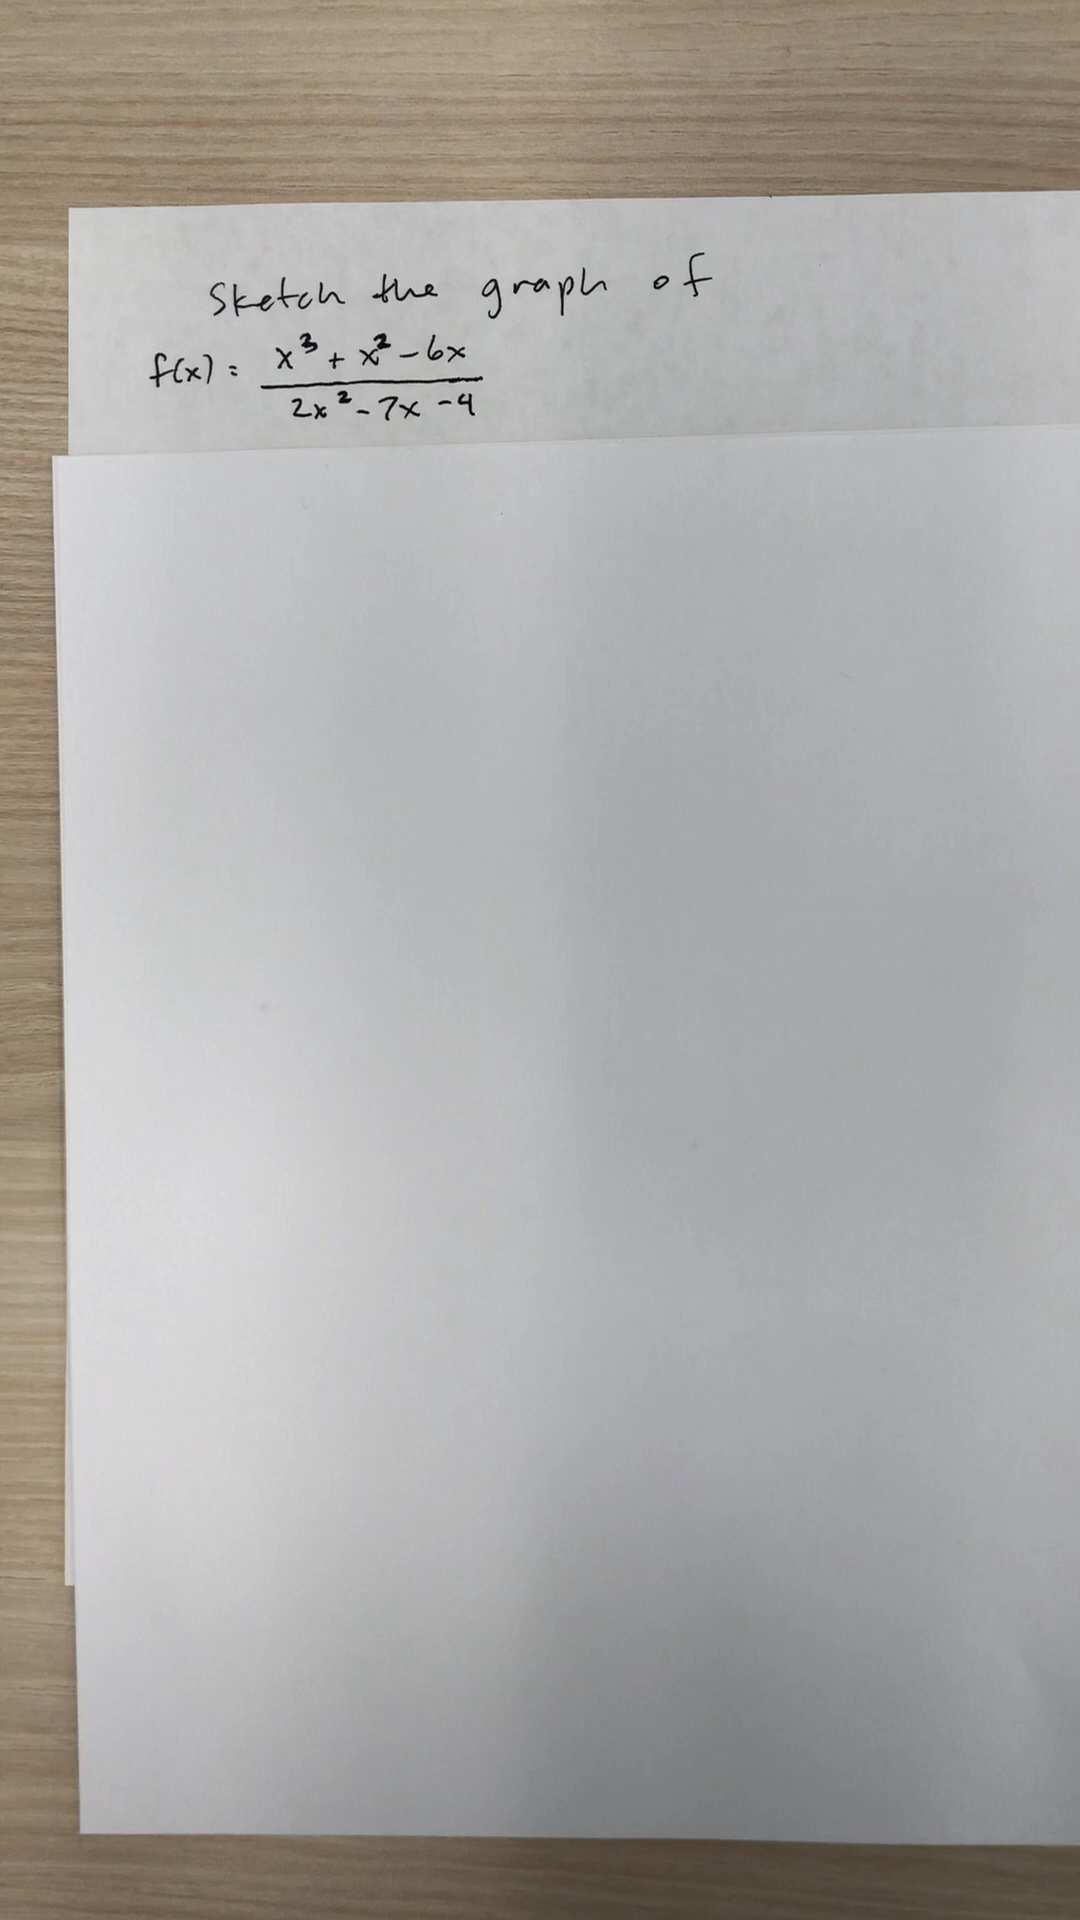 Sketch the graph of
f(x) = x³ + x² - 6x
2x² - 7x - 4